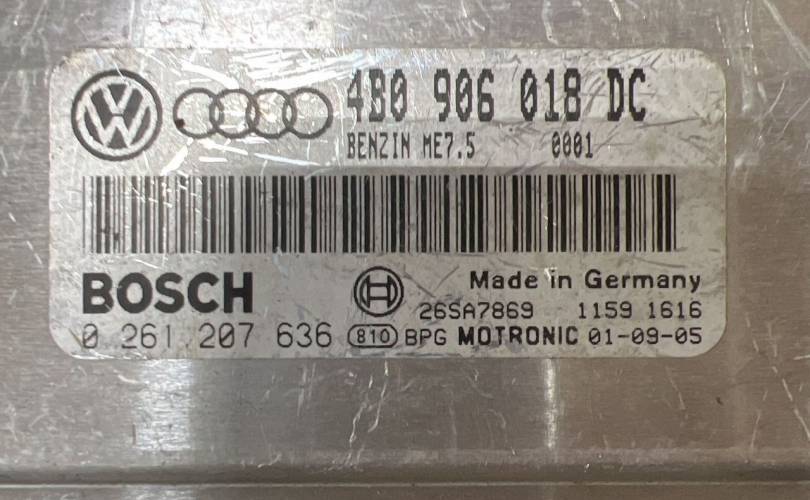 4B0 906 018 DC
BENZIN ME7.5 0001
BOSCH
Made in Germany
26SA7869 1159 1616
0 261 207 636 810 BPG MOTRONIC 01-09-05